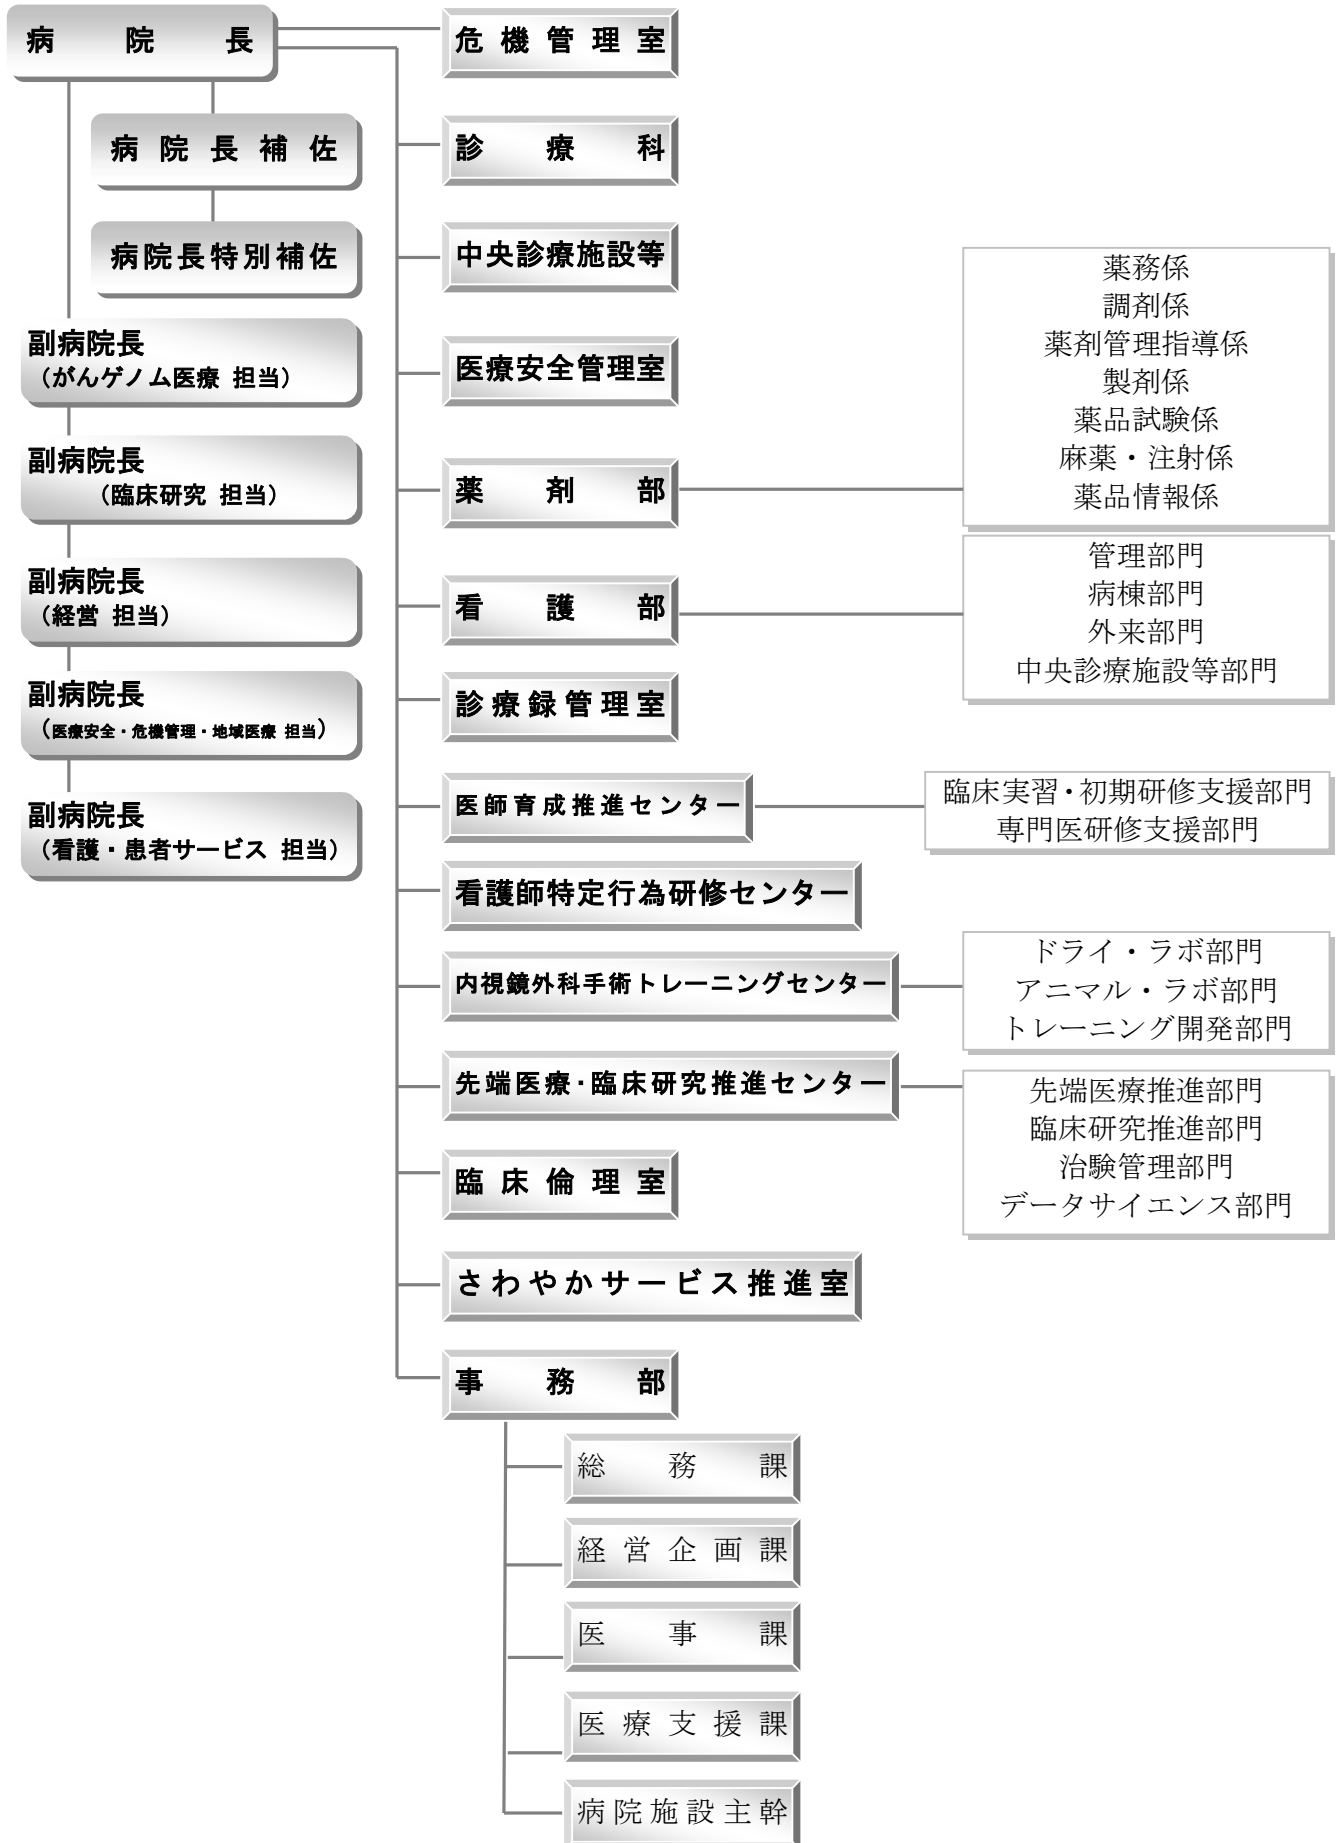 病院長
病院長補佐
病院長特別補佐
副病院長
（がんゲノム医療 担当）
副病院長
（臨床研究 担当）
副病院長
（経営 担当）
副病院長
（医療安全・危機管理・地域医療 担当）
副病院長
（看護・患者サービス 担当）
危機管理室
診療科
中央診療施設等
医療安全管理室
薬剤部
薬務係
調剤係
薬剤管理指導係
製剤係
薬品試験係
麻薬・注射係
薬品情報係
看護部
管理部門
病棟部門
外来部門
中央診療施設等部門
診療録管理室
医師育成推進センター
臨床実習・初期研修支援部門
専門医研修支援部門
看護師特定行為研修センター
内視鏡外科手術トレーニングセンター
ドライ・ラボ部門
アニマル・ラボ部門
トレーニング開発部門
先端医療・臨床研究推進センター
先端医療推進部門
臨床研究推進部門
治験管理部門
データサイエンス部門
臨床倫理室
さわやかサービス推進室
事務部
総務課
経営企画課
医事課
医療支援課
病院施設主幹